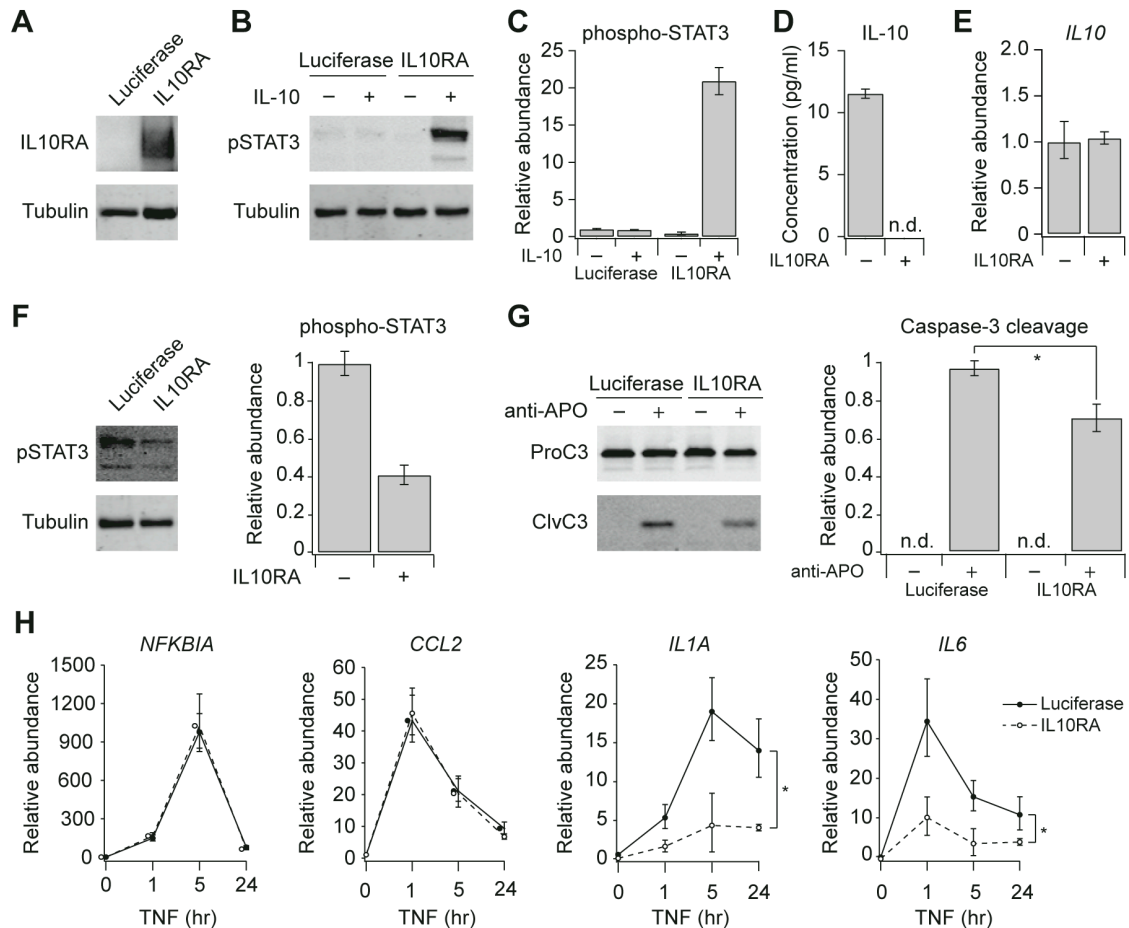 A
Luciferase
IL10RA
IL10RA
Tubulin
B
Luciferase IL10RA
IL-10 – + – +
pSTAT3
Tubulin
C
phospho-STAT3
Relative abundance
25
20
15
10
5
0
IL-10 – + – +
Luciferase IL10RA
D
IL-10
Concentration (pg/ml)
15
10
5
0
n.d.
IL10RA – +
E
IL10
Relative abundance
2.0
1.5
1.0
0.5
0
IL10RA – +
F
Luciferase
IL10RA
pSTAT3
Tubulin
phospho-STAT3
Relative abundance
1
0.8
0.6
0.4
0.2
0
IL10RA – +
G
Luciferase IL10RA
anti-APO – + – +
ProC3
ClvC3
Caspase-3 cleavage
*
Relative abundance
1
0.8
0.6
0.4
0.2
0
n.d. n.d.
anti-APO – + – +
Luciferase IL10RA
H
NFKBIA
Relative abundance
1500
1200
900
600
300
0
0 1 5 24
TNF (hr)
CCL2
Relative abundance
60
50
40
30
20
10
0
0 1 5 24
TNF (hr)
IL1A
Relative abundance
25
20
15
10
5
0
*
0 1 5 24
TNF (hr)
IL6
Relative abundance
50
40
30
20
10
0
*
0 1 5 24
TNF (hr)
Luciferase
IL10RA